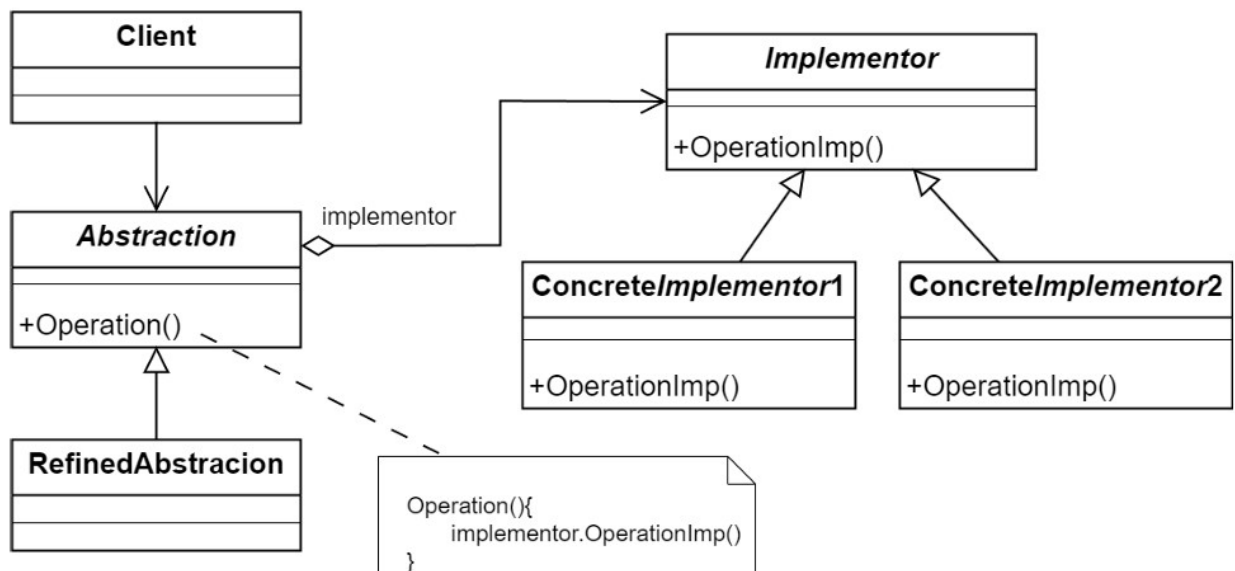 Client
Implementor
+OperationImp()
implementor
Abstraction
+Operation()
ConcreteImplementor1
+OperationImp()
ConcreteImplementor2
+OperationImp()
RefinedAbstracion
Operation(){
implementor.OperationImp()
}